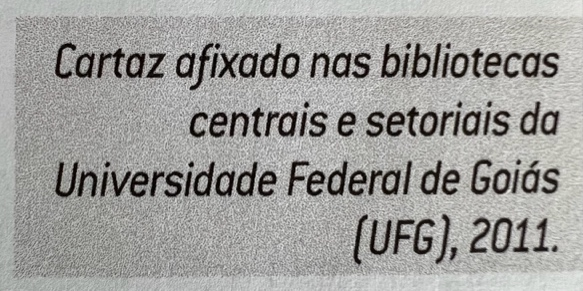 Cartaz afixado nas bibliotecas
centrais e setoriais da
Universidade Federal de Goiás
(UFG), 2011.